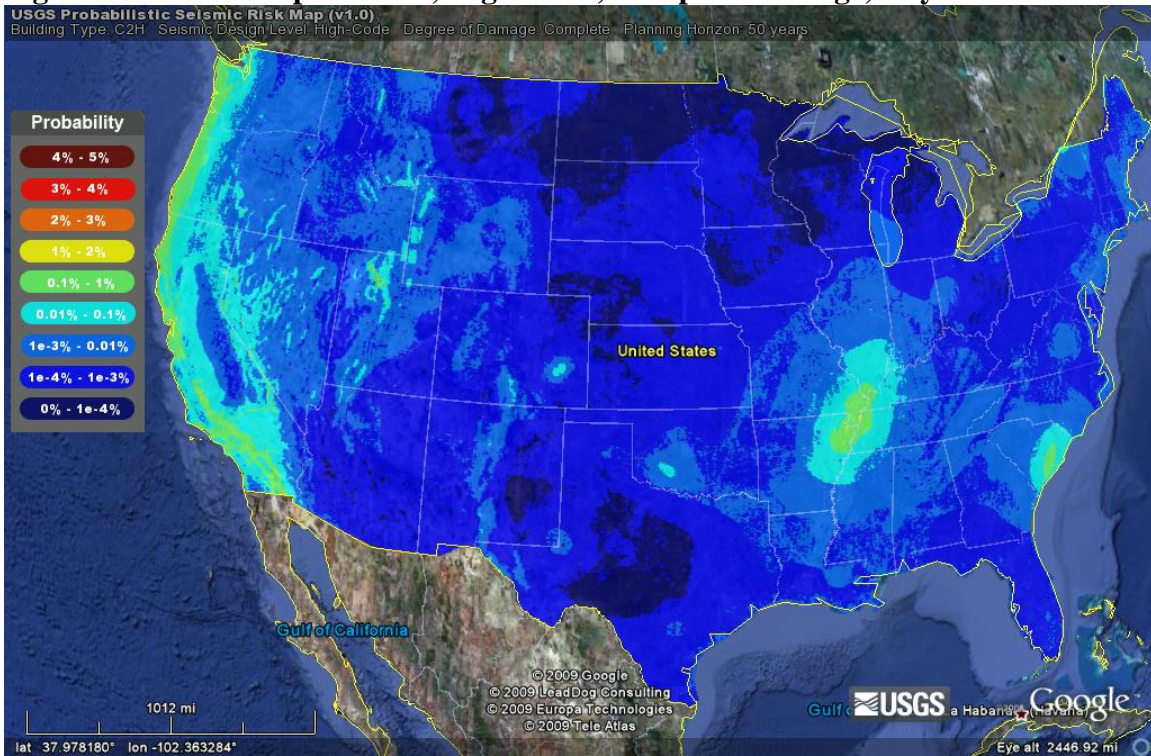 USGS Probabilistic Seismic Risk Map (v1.0)
Building Type: C2H Seismic Design Level: High-Code Degree of Damage: Complete Planning Horizon: 50 years
Probability
4% - 5%
3% - 4%
2% - 3%
1% - 2%
0.1% - 1%
0.01% - 0.1%
1e-3% - 0.01%
1e-4% - 1e-3%
0% - 1e-4%
United States
Gulf of California
© 2009 Google
© 2009 LeadDog Consulting
© 2009 Europa Technologies
© 2009 Tele Atlas
1012 mi
Gulf
USGS
a Habana
(Havana)
Google
lat 37.978180° lon -102.363284°
Eye alt 2446.92 mi